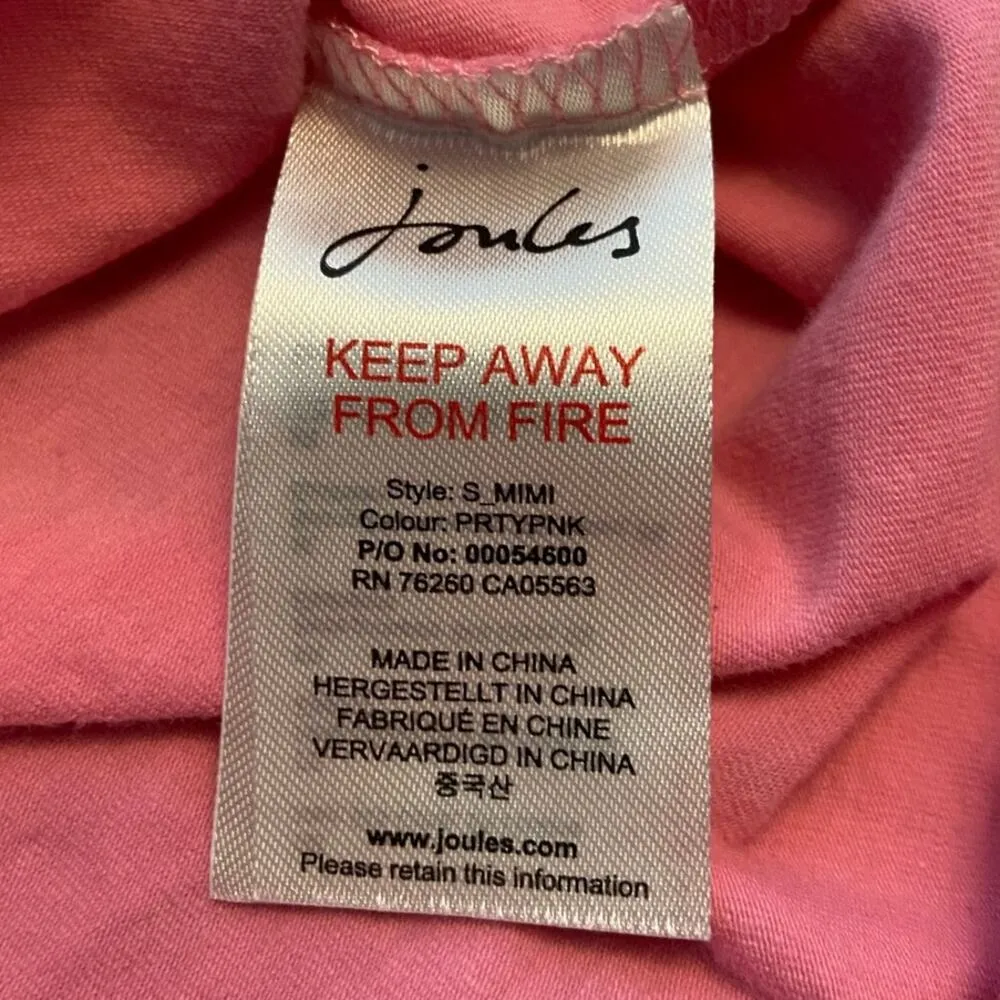 joules
KEEP AWAY
FROM FIRE
Style: S_MIMI
Colour: PRTYPNK
P/O No: 00054600
RN 76260 CA05563
MADE IN CHINA
HERGESTELLT IN CHINA
FABRIQUÉ EN CHINE
VERVAARDIGD IN CHINA
중국산
www.joules.com
Please retain this information